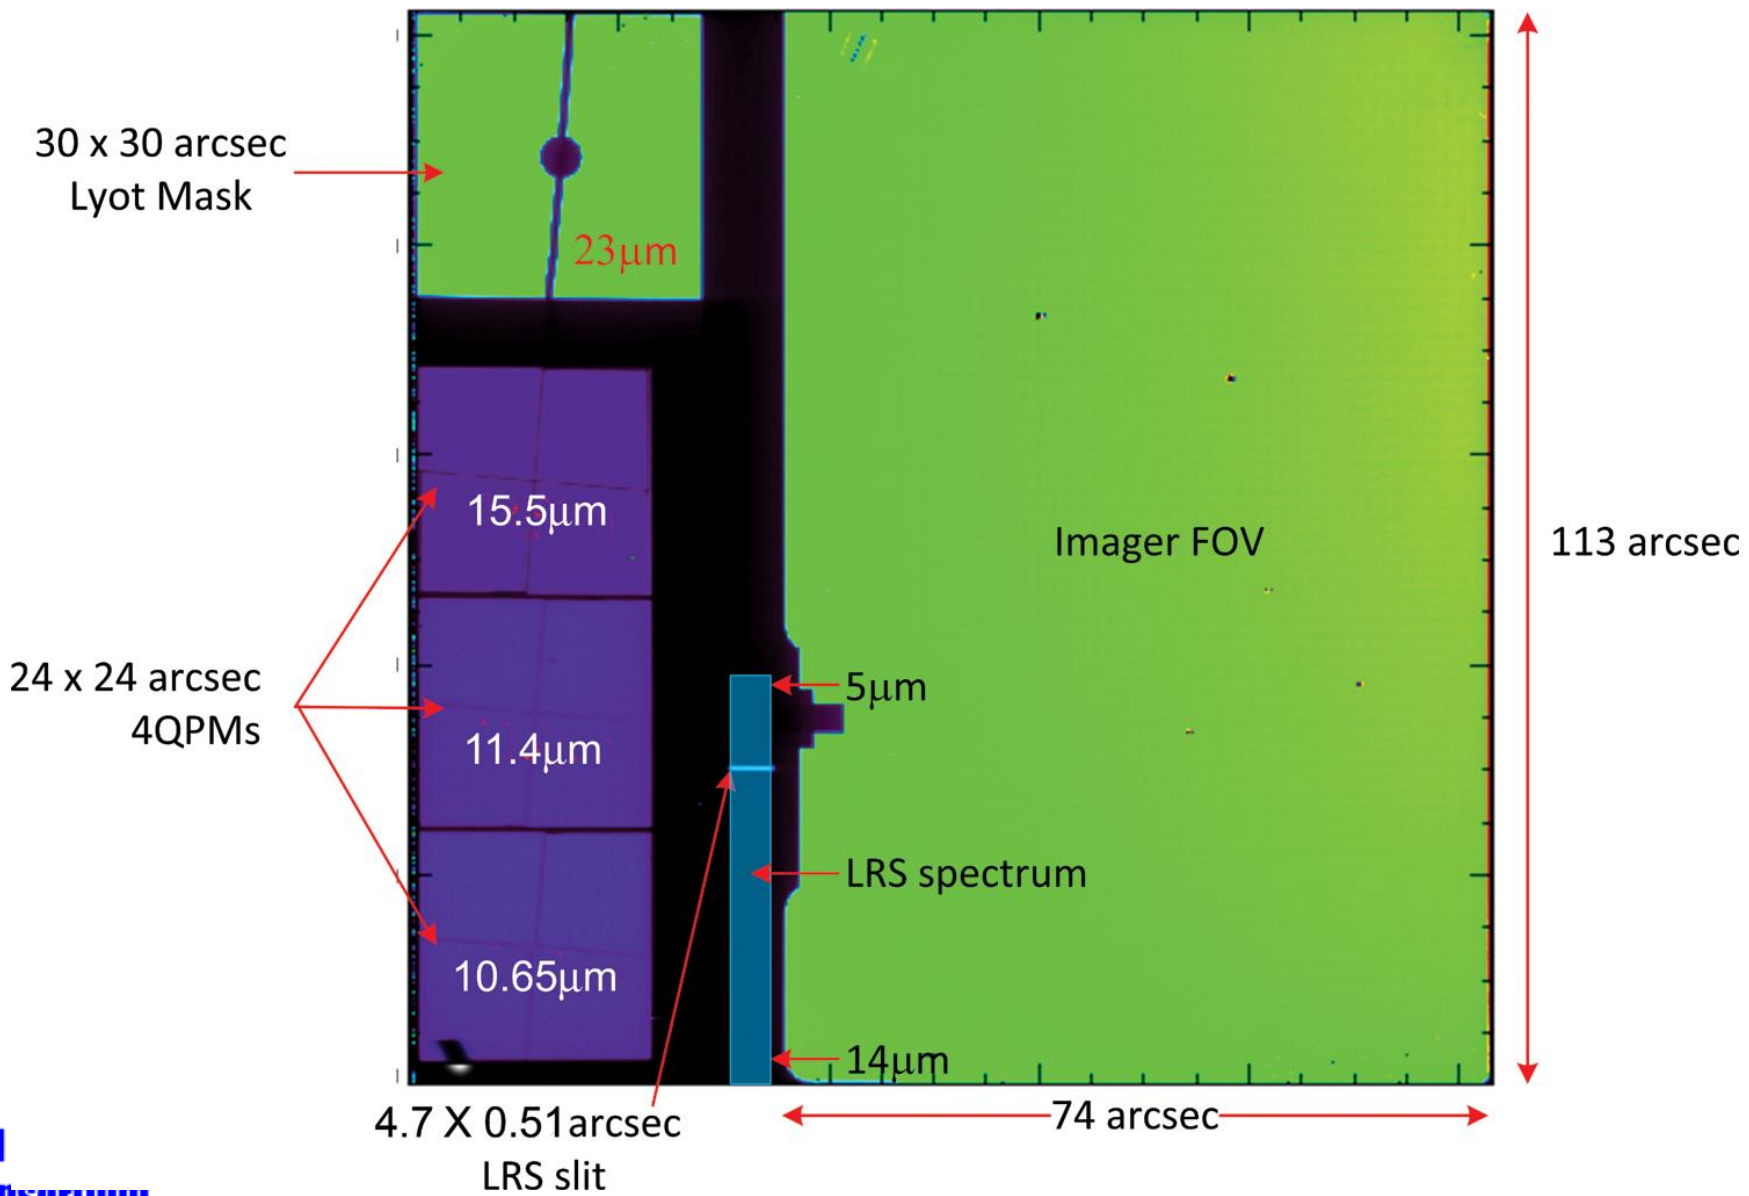 30 x 30 arcsec
Lyot Mask
23μm
15.5μm
Imager FOV
113 arcsec
24 x 24 arcsec
4QPMs
5μm
11.4μm
LRS spectrum
10.65μm
14μm
4.7 X 0.51arcsec
LRS slit
74 arcsec